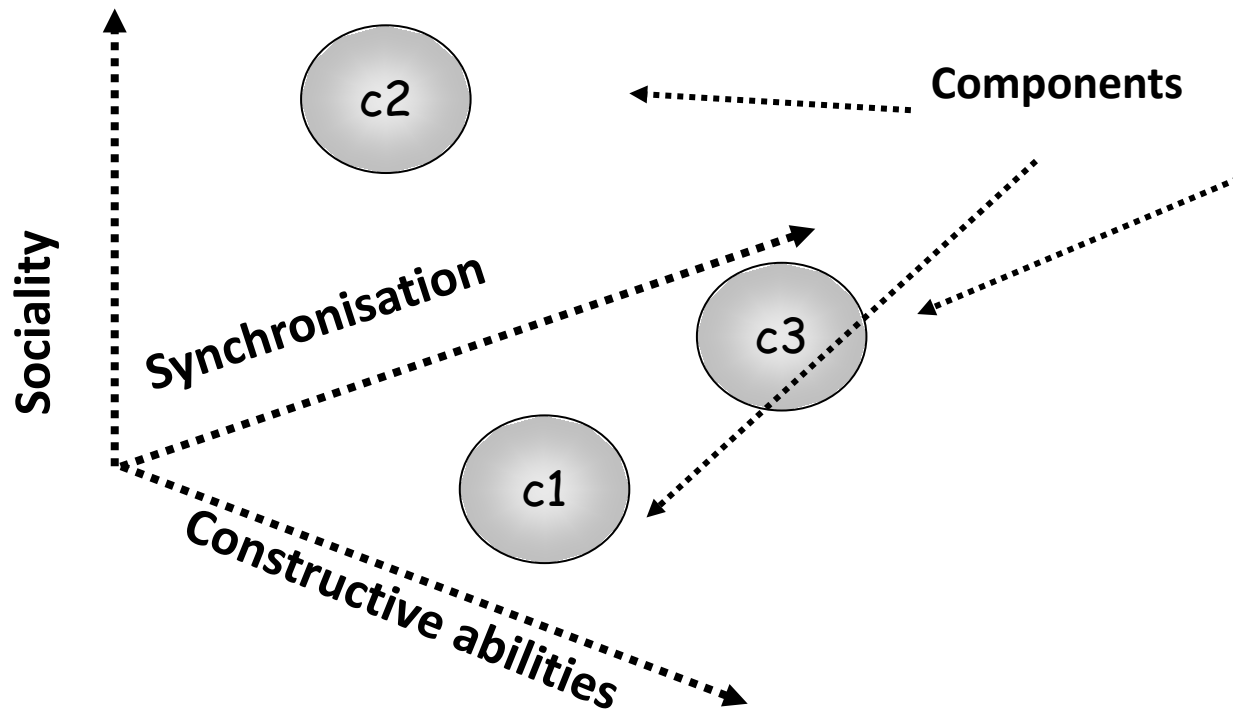 c2
Components
Sociality
Synchronisation
c3
c1
Constructive abilities